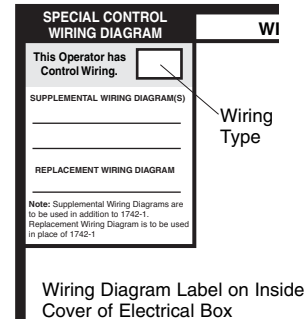 SPECIAL CONTROL
WIRING DIAGRAM
WI
This Operator has
Control Wiring.
SUPPLEMENTAL WIRING DIAGRAM(S)
Wiring
Type
REPLACEMENT WIRING DIAGRAM
Note: Supplemental Wiring Diagrams are
to be used in addition to 1742-1.
Replacement Wiring Diagram is to be used
in place of 1742-1
Wiring Diagram Label on Inside
Cover of Electrical Box